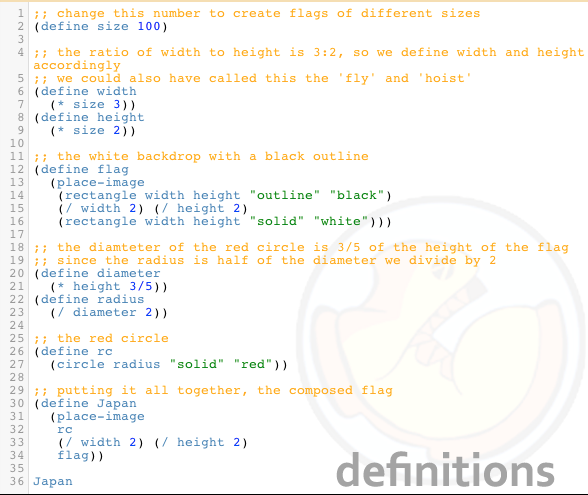 1 ;; change this number to create flags of different sizes
2 (define size 100)
3
4 ;; the ratio of width to height is 3:2, so we define width and height
accordingly
5 ;; we could also have called this the 'fly' and 'hoist'
6 (define width
7   (* size 3))
8 (define height
9   (* size 2))
10
11 ;; the white backdrop with a black outline
12 (define flag
13   (place-image
14    (rectangle width height "outline" "black")
15    (/ width 2) (/ height 2)
16    (rectangle width height "solid" "white")))
17
18 ;; the diamteter of the red circle is 3/5 of the height of the flag
19 ;; since the radius is half of the diameter we divide by 2
20 (define diameter
21   (* height 3/5))
22 (define radius
23   (/ diameter 2))
24
25 ;; the red circle
26 (define rc
27   (circle radius "solid" "red"))
28
29 ;; putting it all together, the composed flag
30 (define Japan
31   (place-image
32    rc
33    (/ width 2) (/ height 2)
34    flag))
35
36 Japan
definitions